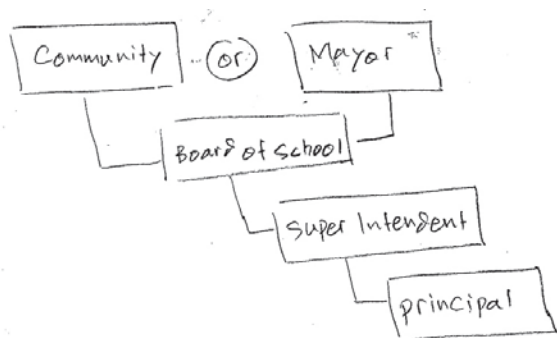 Community or Mayor
Board of school
super Intendent
principal